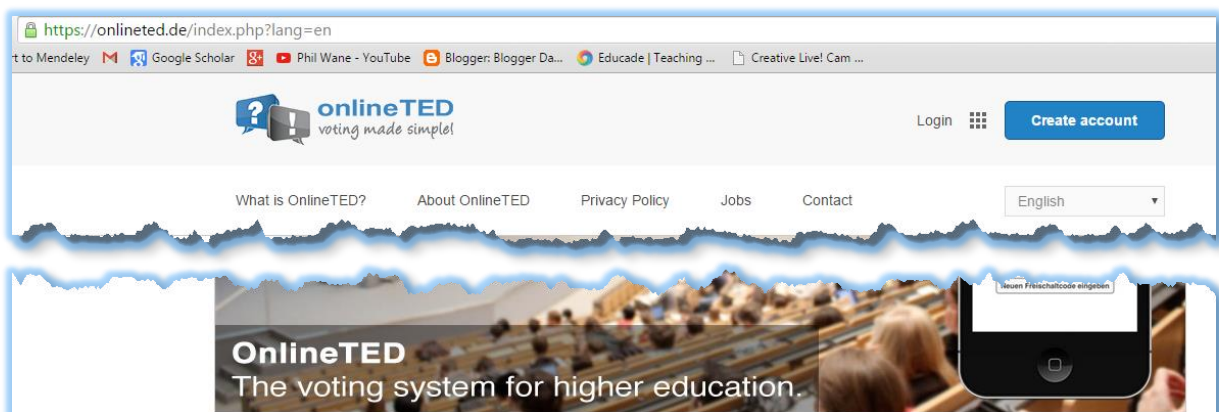 https://onlineted.de/index.php?lang=en
rt to Mendeley Google Scholar Phil Wane - YouTube Blogger: Blogger Da... Educade | Teaching ... Creative Live! Cam ...
onlineTED
voting made simple!
Login Create account
What is OnlineTED? About OnlineTED Privacy Policy Jobs Contact English
Neuen Freischaltcode eingeben
OnlineTED
The voting system for higher education.